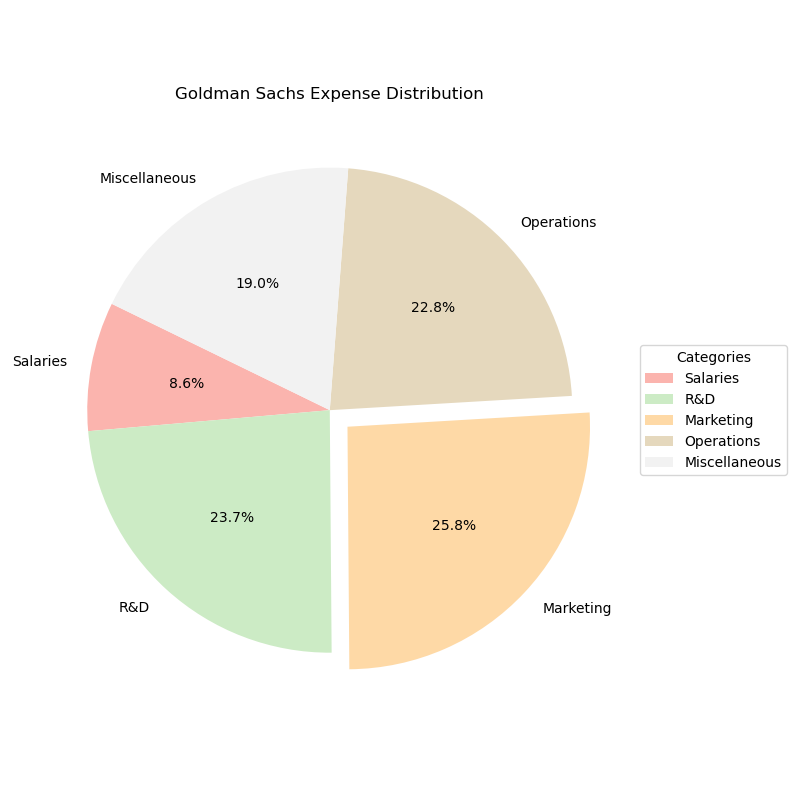 Goldman Sachs Expense Distribution
Miscellaneous
Operations
19.0%
22.8%
Salaries
8.6%
Categories
Salaries
R&D
Marketing
Operations
Miscellaneous
23.7%
25.8%
R&D
Marketing